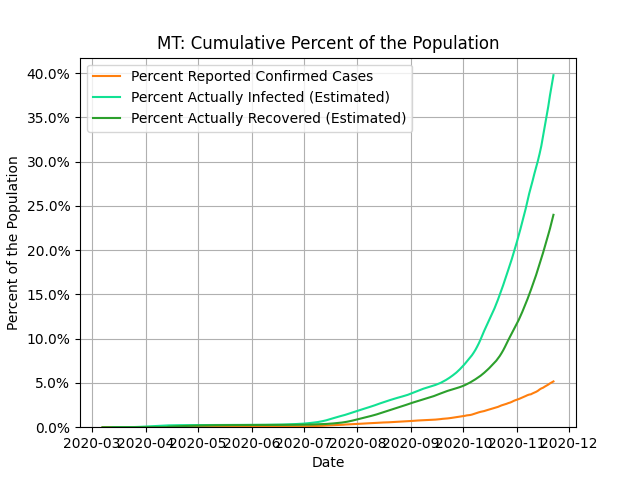 MT: Cumulative Percent of the Population
Percent Reported Confirmed Cases
Percent Actually Infected (Estimated)
Percent Actually Recovered (Estimated)
40.0%
35.0%
30.0%
25.0%
20.0%
15.0%
10.0%
5.0%
0.0%
Percent of the Population
2020-03 2020-04 2020-05 2020-06 2020-07 2020-08 2020-09 2020-10 2020-11 2020-12
Date